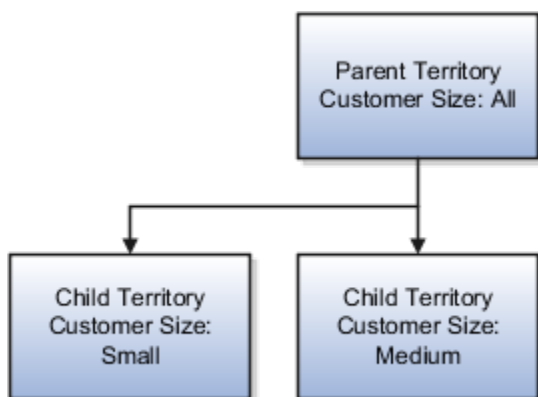 Parent Territory
Customer Size: All
Child Territory
Customer Size:
Small
Child Territory
Customer Size:
Medium